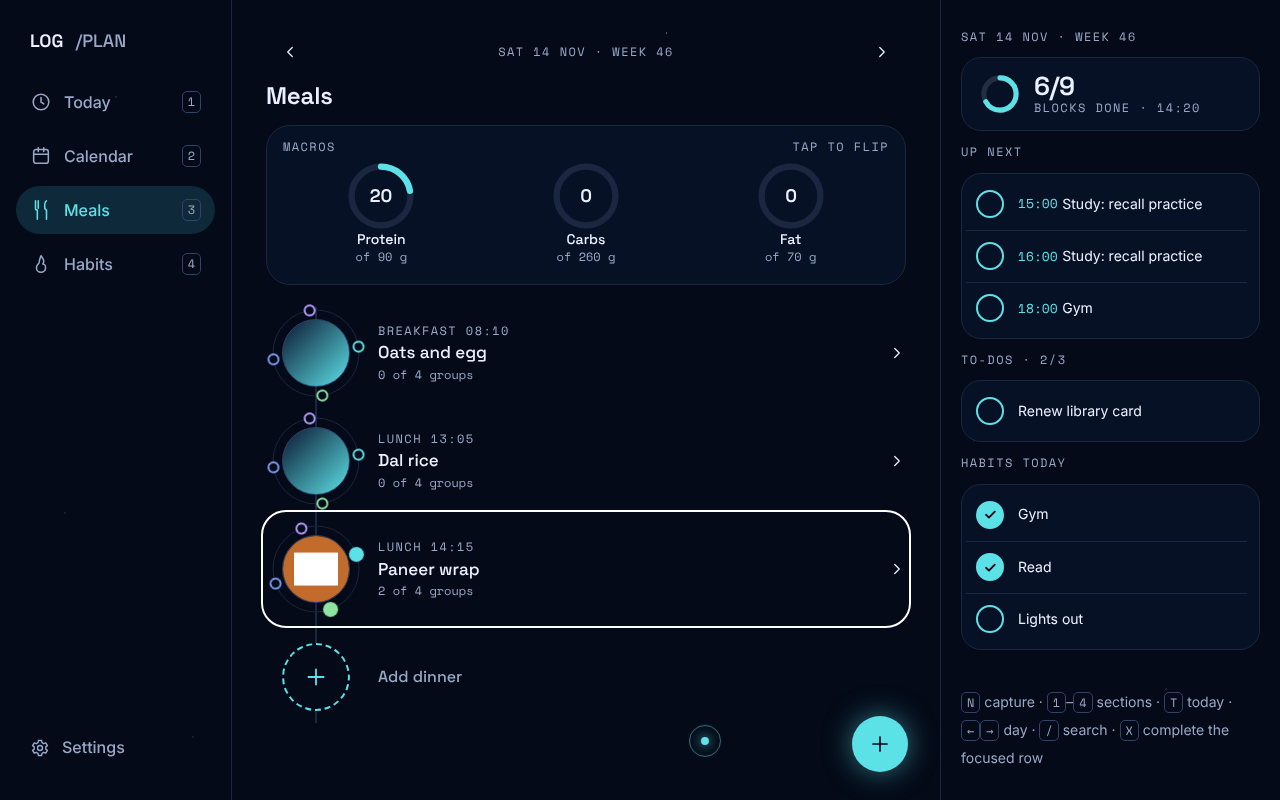 LOG /PLAN
Today 1
Calendar 2
Meals 3
Habits 4
Settings
SAT 14 NOV · WEEK 46
Meals
MACROS TAP TO FLIP
20 0 0
Protein Carbs Fat
of 90 g of 260 g of 70 g
BREAKFAST 08:10
Oats and egg
0 of 4 groups
LUNCH 13:05
Dal rice
0 of 4 groups
LUNCH 14:15
Paneer wrap
2 of 4 groups
Add dinner
SAT 14 NOV · WEEK 46
6/9
BLOCKS DONE · 14:20
UP NEXT
15:00 Study: recall practice
16:00 Study: recall practice
18:00 Gym
TO-DOS · 2/3
Renew library card
HABITS TODAY
Gym
Read
Lights out
N capture · 1–4 sections · T today ·
← → day · / search · X complete the
focused row